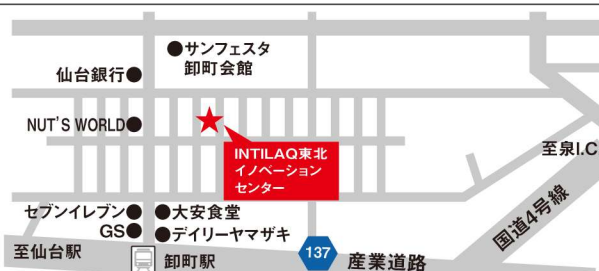 サンフェスタ
卸町会館
仙台銀行
NUT'S WORLD
INTILAQ東北
イノベーション
センター
至泉I.C
セブンイレブン
大安食堂
GS
デイリーヤマザキ
国道4号線
至仙台駅
卸町駅
137
産業道路